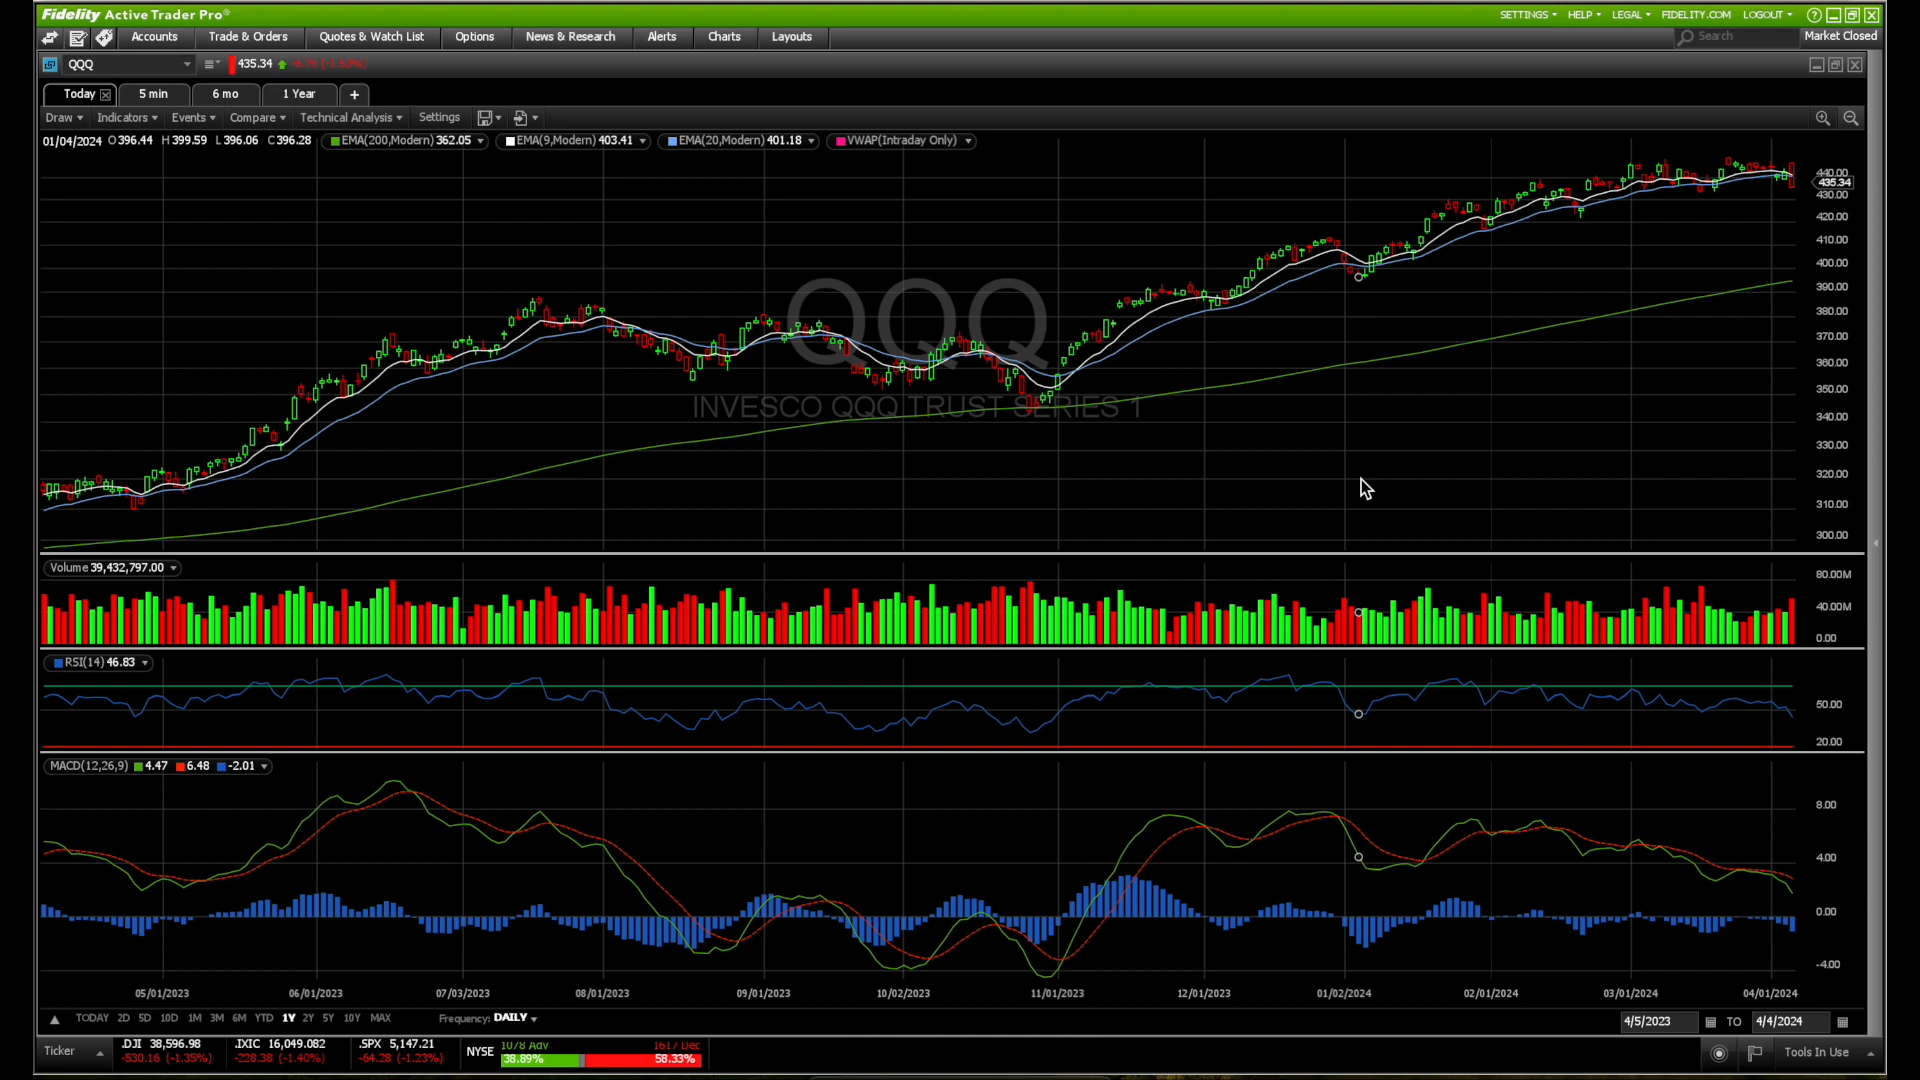 Fidelity Active Trader Pro® SETTINGS HELP LEGAL FIDELITY.COM LOGOUT
Accounts Trade & Orders Quotes & Watch List Options News & Research Alerts Charts Layouts Search Market Closed
QQQ 435.34
Today 5 min 6 mo 1 Year +
Draw Indicators Events Compare Technical Analysis Settings
01/04/2024 O 396.44 H 399.59 L 396.06 C 396.28 EMA(200,Modern) 362.05 EMA(9,Modern) 403.41 EMA(20,Modern) 401.18 VWAP(Intraday Only)
440.00
435.34
430.00
420.00
410.00
400.00
390.00
380.00
370.00
360.00
350.00
340.00
330.00
320.00
310.00
300.00
QQQ
INVESCO QQQ TRUST SERIES 1
Volume 39,432,797.00
80.00M
40.00M
0.00
RSI(14) 46.83
50.00
20.00
MACD(12,26,9) 4.47 6.48 -2.01
8.00
4.00
0.00
-4.00
05/01/2023 06/01/2023 07/03/2023 08/01/2023 09/01/2023 10/02/2023 11/01/2023 12/01/2023 01/02/2024 02/01/2024 03/01/2024 04/01/2024
TODAY 2D 5D 10D 1M 3M 6M YTD 1Y 2Y 5Y 10Y MAX Frequency: DAILY 4/5/2023 TO 4/4/2024
Ticker .DJI 38,596.98 .IXIC 16,049.082 .SPX 5,147.21 NYSE 1078 Adv 1617 Dec
-530.16 (-1.35%) -228.38 (-1.40%) -64.28 (-1.23%) 38.89% 58.33% Tools In Use